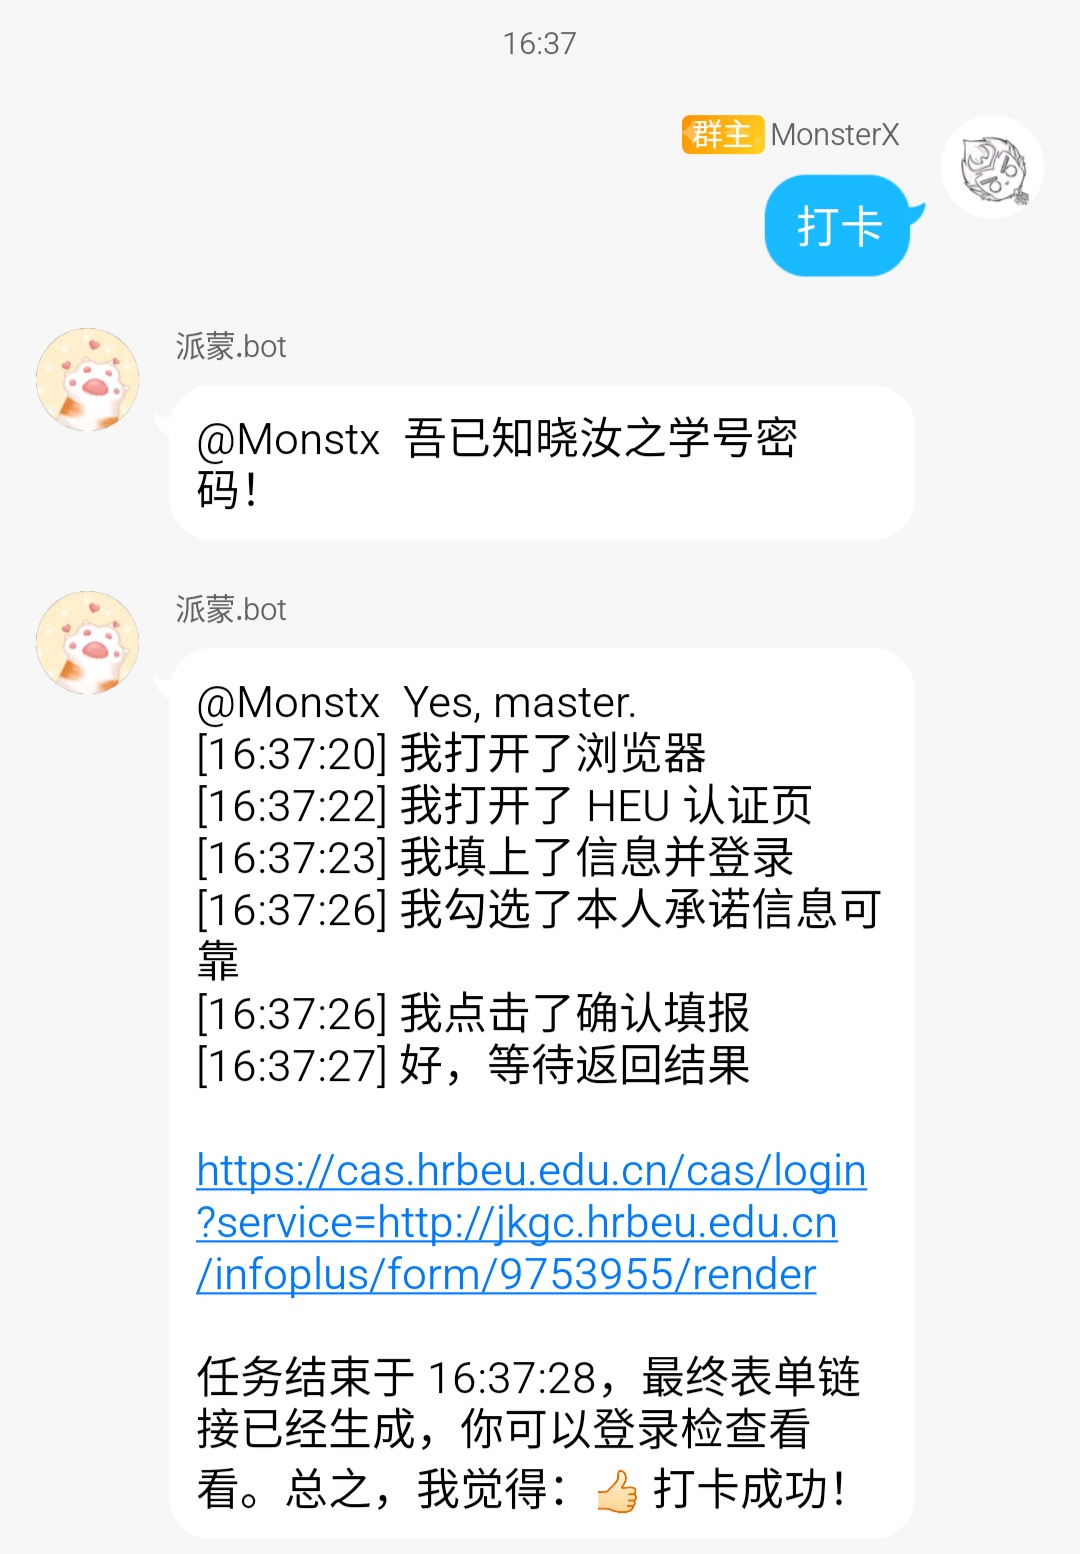 16:37
群主 MonsterX
打卡
派蒙.bot
@Monstx 吾已知晓汝之学号密
码！
派蒙.bot
@Monstx Yes, master.
[16:37:20] 我打开了浏览器
[16:37:22] 我打开了 HEU 认证页
[16:37:23] 我填上了信息并登录
[16:37:26] 我勾选了本人承诺信息可
靠
[16:37:26] 我点击了确认填报
[16:37:27] 好，等待返回结果
https://cas.hrbeu.edu.cn/cas/login
?service=http://jkgc.hrbeu.edu.cn
/infoplus/form/9753955/render
任务结束于 16:37:28，最终表单链
接已经生成，你可以登录检查看
看。总之，我觉得：👍 打卡成功！